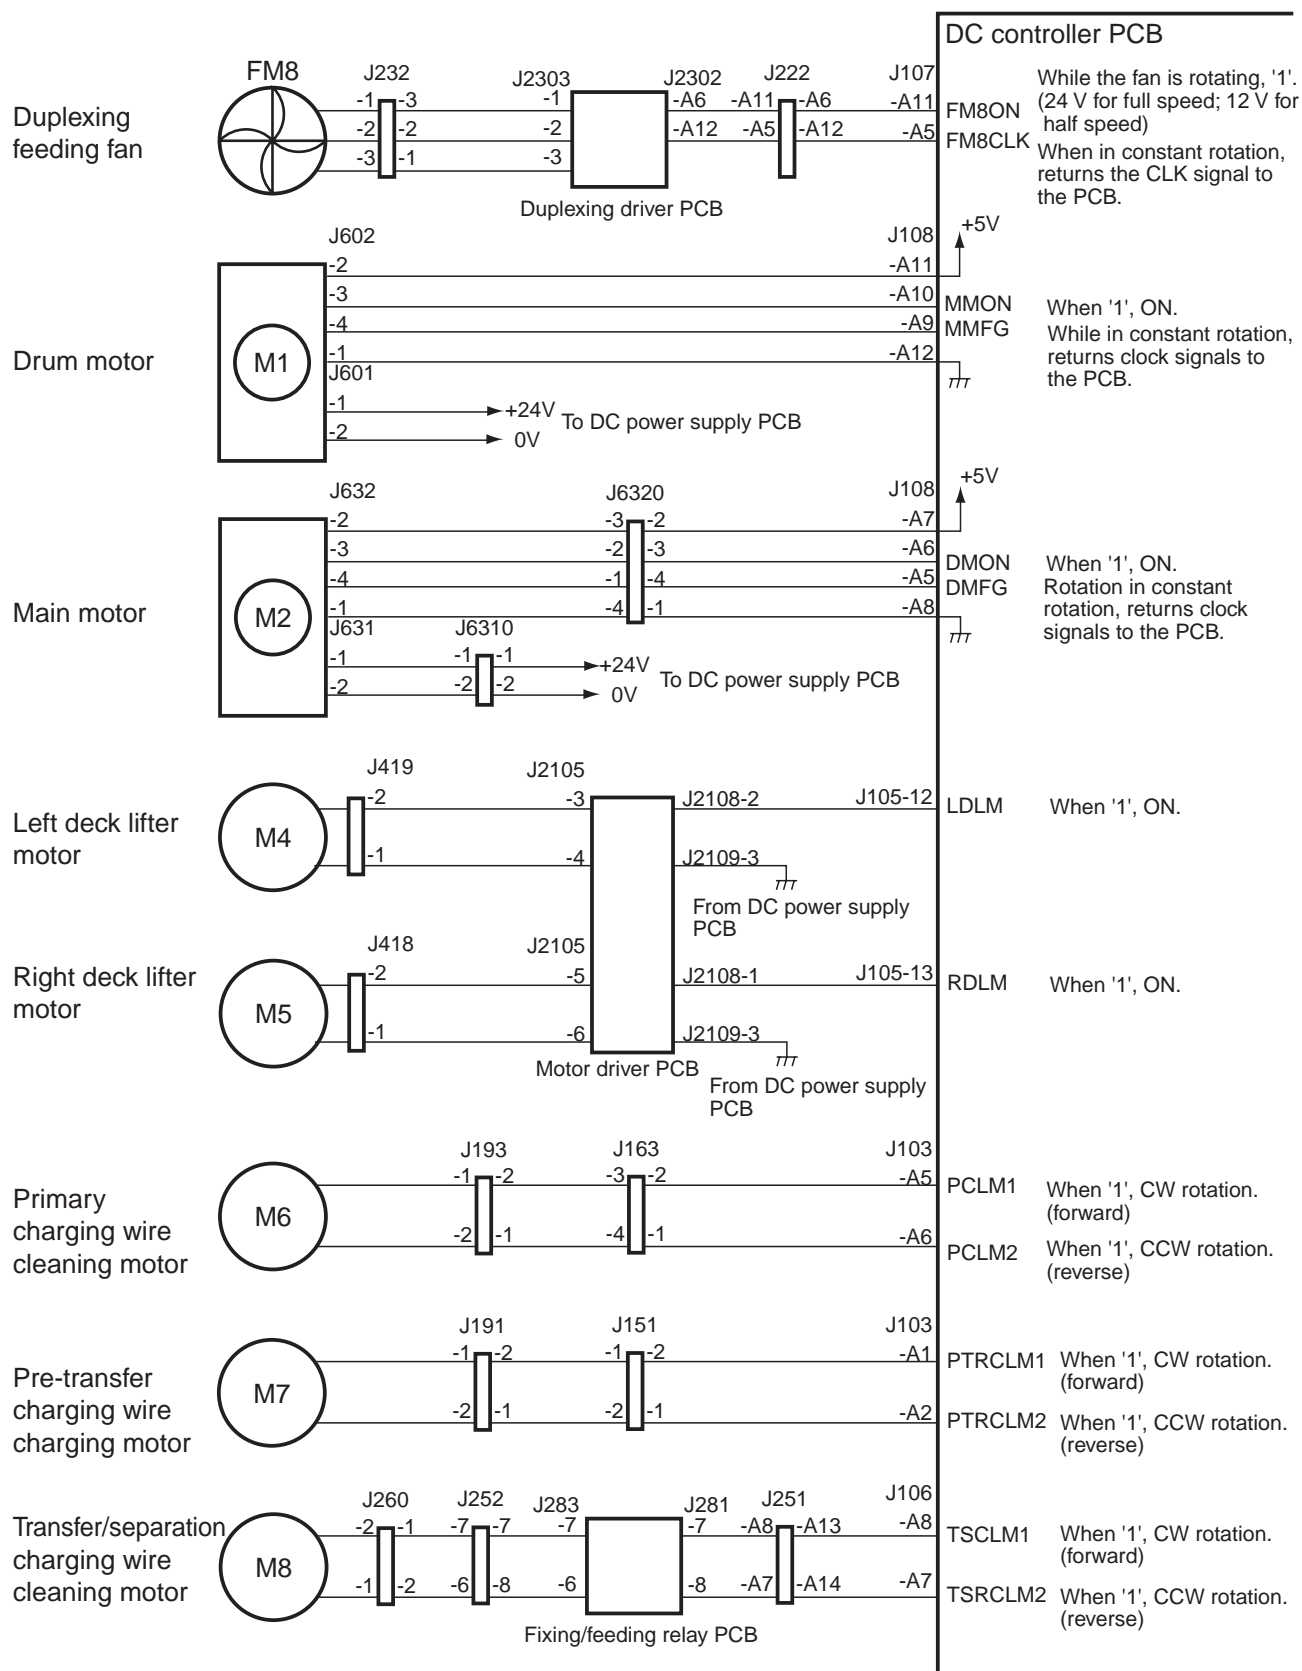 DC controller PCB
FM8
J232
J2303
J2302
J222
J107
Duplexing
feeding fan
-1
-3
-1
-A6
-A11
-A6
-A11
FM8ON
While the fan is rotating, '1'.
(24 V for full speed; 12 V for
half speed)
-2
-2
-2
-A12
-A5
-A12
-A5
FM8CLK
When in constant rotation,
returns the CLK signal to
the PCB.
-3
-1
-3
Duplexing driver PCB
J602
J108
+5V
-2
-A11
-3
-A10
MMON
When '1', ON.
-4
-A9
MMFG
While in constant rotation,
returns clock signals to
the PCB.
Drum motor
M1
-1
-A12
J601
-1
+24V
-2
0V
To DC power supply PCB
J632
J6320
J108
+5V
-2
-3
-2
-A7
-3
-2
-3
-A6
DMON
When '1', ON.
-4
-1
-4
-A5
DMFG
Rotation in constant
rotation, returns clock
signals to the PCB.
Main motor
M2
-1
-4
-1
-A8
J631
J6310
-1
-1
-1
+24V
-2
-2
-2
0V
To DC power supply PCB
J419
J2105
Left deck lifter
motor
M4
-2
-3
J2108-2
J105-12
LDLM
When '1', ON.
-1
-4
J2109-3
From DC power supply
PCB
J418
J2105
Right deck lifter
motor
M5
-2
-5
J2108-1
J105-13
RDLM
When '1', ON.
-1
-6
J2109-3
Motor driver PCB
From DC power supply
PCB
J193
J163
J103
Primary
charging wire
cleaning motor
M6
-1
-2
-3
-2
-A5
PCLM1
When '1', CW rotation.
(forward)
-2
-1
-4
-1
-A6
PCLM2
When '1', CCW rotation.
(reverse)
J191
J151
J103
Pre-transfer
charging wire
charging motor
M7
-1
-2
-1
-2
-A1
PTRCLM1
When '1', CW rotation.
(forward)
-2
-1
-2
-1
-A2
PTRCLM2
When '1', CCW rotation.
(reverse)
J260
J252
J283
J281
J251
J106
Transfer/separation
charging wire
cleaning motor
M8
-2
-1
-7
-7
-7
-7
-A8
-A13
-A8
TSCLM1
When '1', CW rotation.
(forward)
-1
-2
-6
-8
-6
-8
-A7
-A14
-A7
TSRCLM2
When '1', CCW rotation.
(reverse)
Fixing/feeding relay PCB